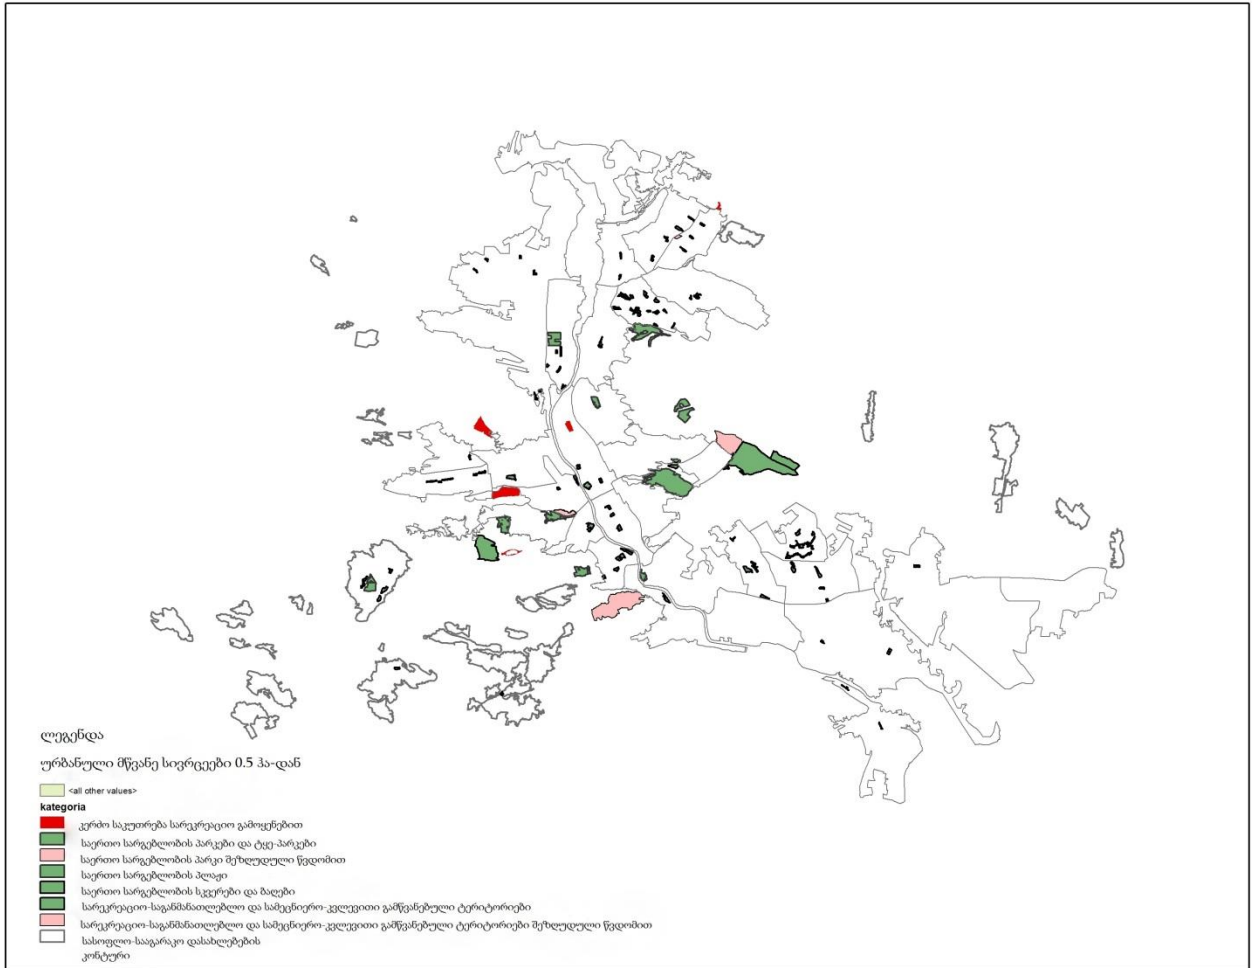 ლეგენდა
ურბანული მწვანე სივრცეები 0.5 ჰა-დან
<all other values>
kategoria
კერძო საკუთრება სარეკრეაციო გამოყენებით
საერთო სარგებლობის პარკები და ტყე-პარკები
საერთო სარგებლობის პარკი შეზღუდული წვდომით
საერთო სარგებლობის პლაჟი
საერთო სარგებლობის სკვერები და ბაღები
სარეკრეაციო-საგანმანათლებლო და სამეცნიერო-კვლევითი გამწვანებული ტერიტორიები
სარეკრეაციო-საგანმანათლებლო და სამეცნიერო-კვლევითი გამწვანებული ტერიტორიები შეზღუდული წვდომით
სასოფლო-სააგარაკო დასახლებების
კონტური